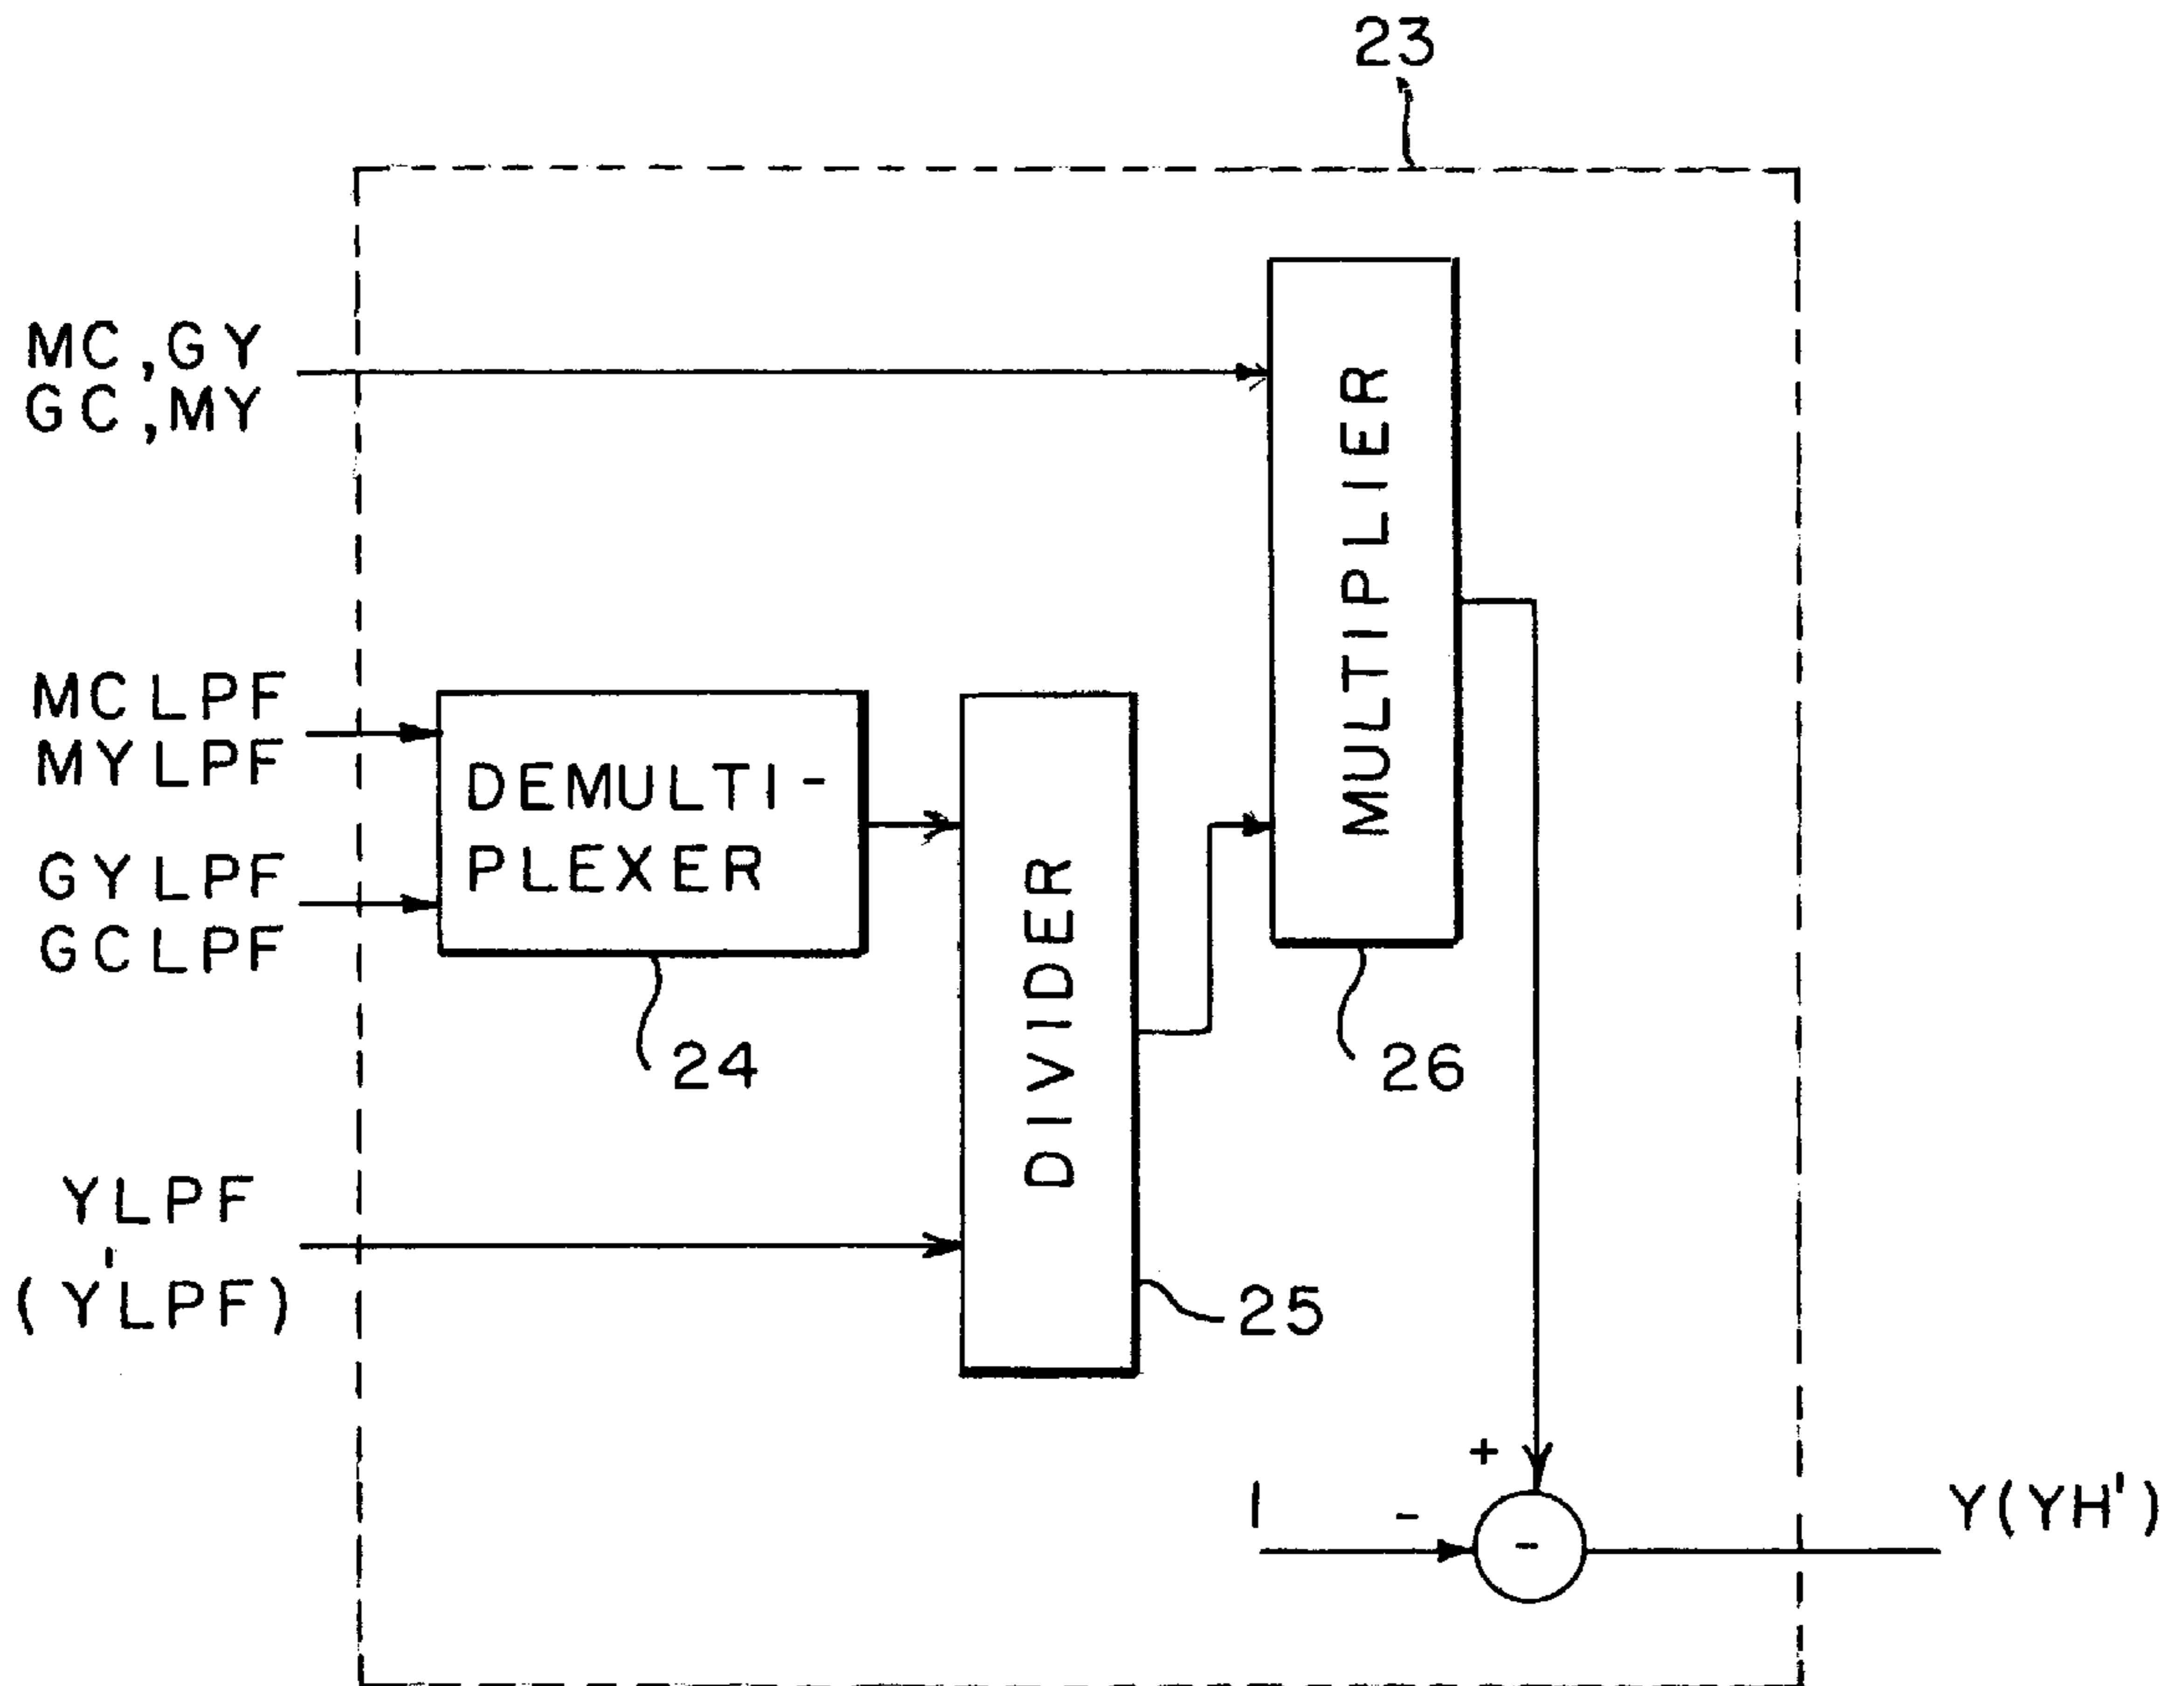 23
MC,GY
GC,MY
MULTIPLIER
MCLPF
MYLPF
DEMULTI-
PLEXER
GYLPF
GCLPF
DIVIDER
24
26
YLPF
(Y'LPF)
25
+
1
-
-
Y(YH')